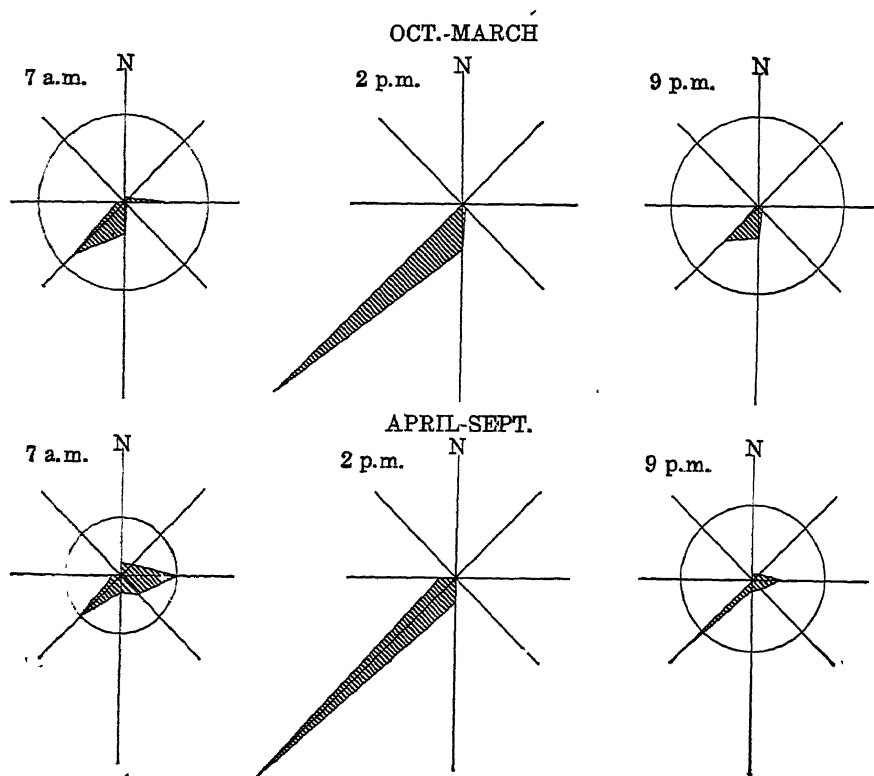 OCT.-MARCH
7 a.m. N
2 p.m. N
9 p.m. N
APRIL-SEPT.
7 a.m. N
2 p.m. N
9 p.m. N